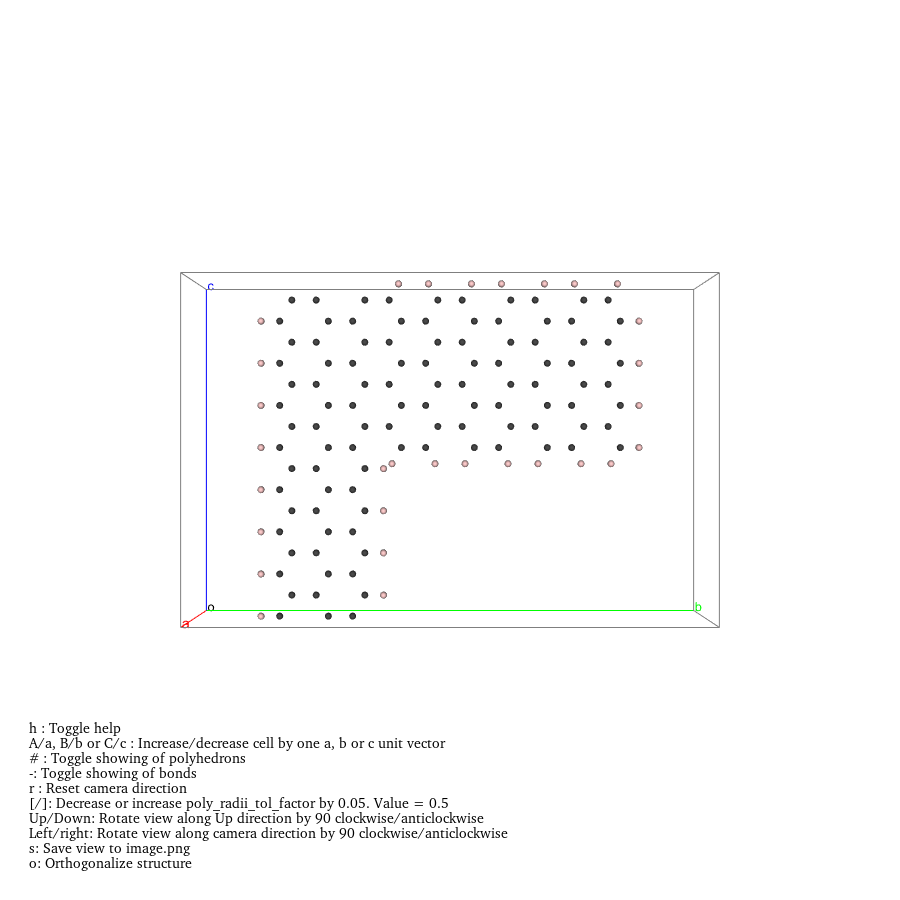 c
o
b
a
h : Toggle help
A/a, B/b or C/c : Increase/decrease cell by one a, b or c unit vector
# : Toggle showing of polyhedrons
-: Toggle showing of bonds
r : Reset camera direction
[/]: Decrease or increase poly_radii_tol_factor by 0.05. Value = 0.5
Up/Down: Rotate view along Up direction by 90 clockwise/anticlockwise
Left/right: Rotate view along camera direction by 90 clockwise/anticlockwise
s: Save view to image.png
o: Orthogonalize structure